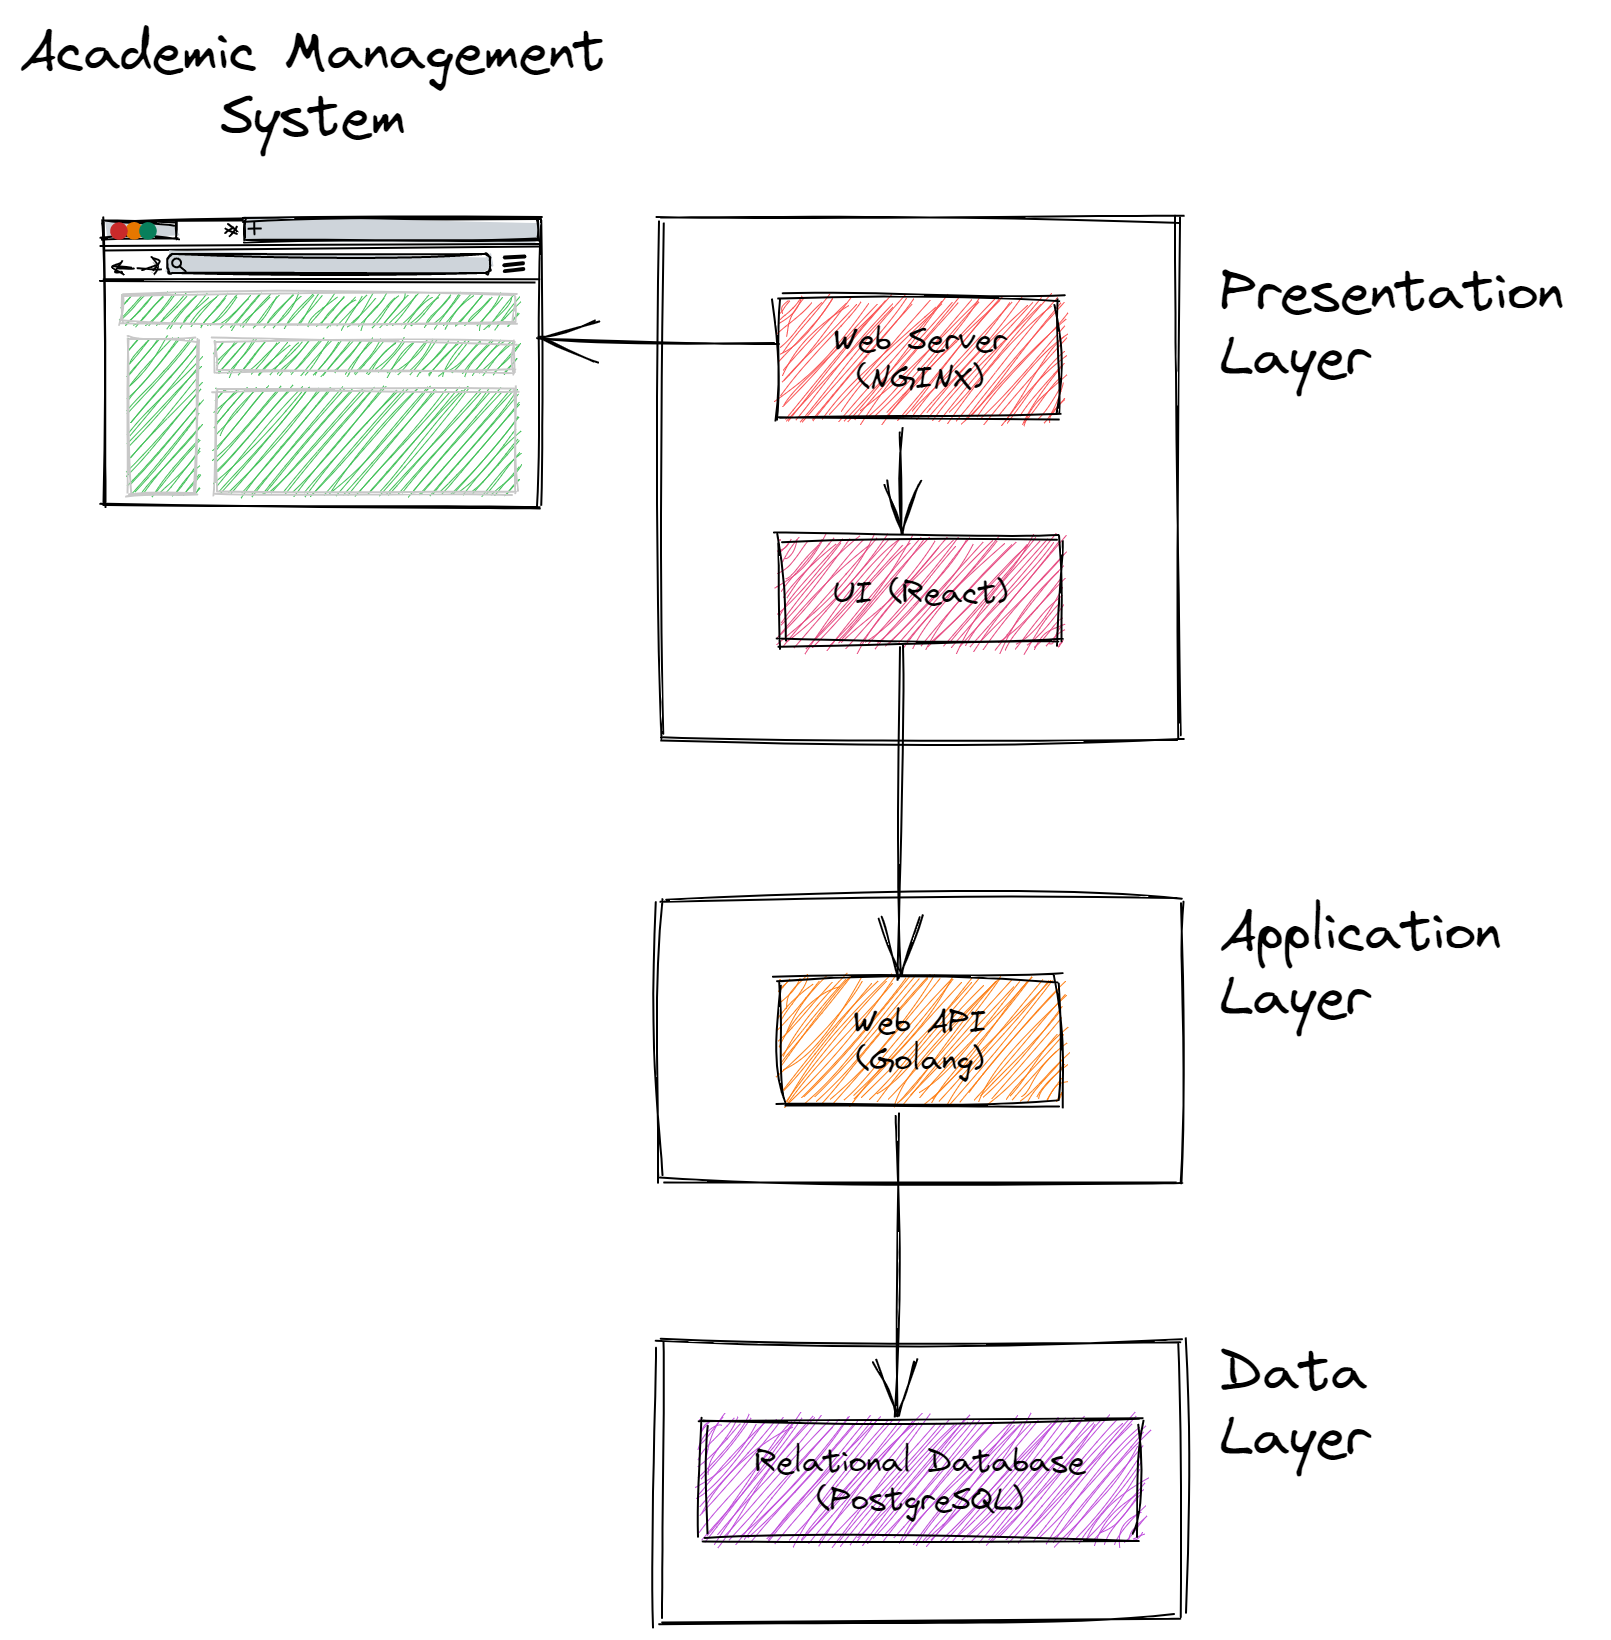 Academic Management
System
Presentation
Layer
Web Server
(NGINX)
UI (React)
Application
Layer
Web API
(Golang)
Data
Layer
Relational Database
(PostgreSQL)